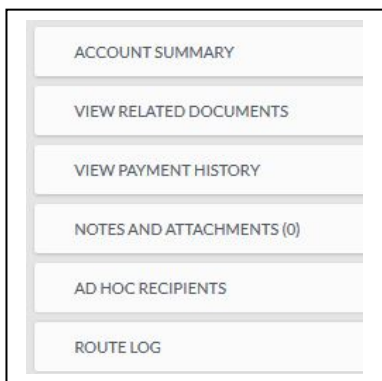 ACCOUNT SUMMARY
VIEW RELATED DOCUMENTS
VIEW PAYMENT HISTORY
NOTES AND ATTACHMENTS (0)
AD HOC RECIPIENTS
ROUTE LOG